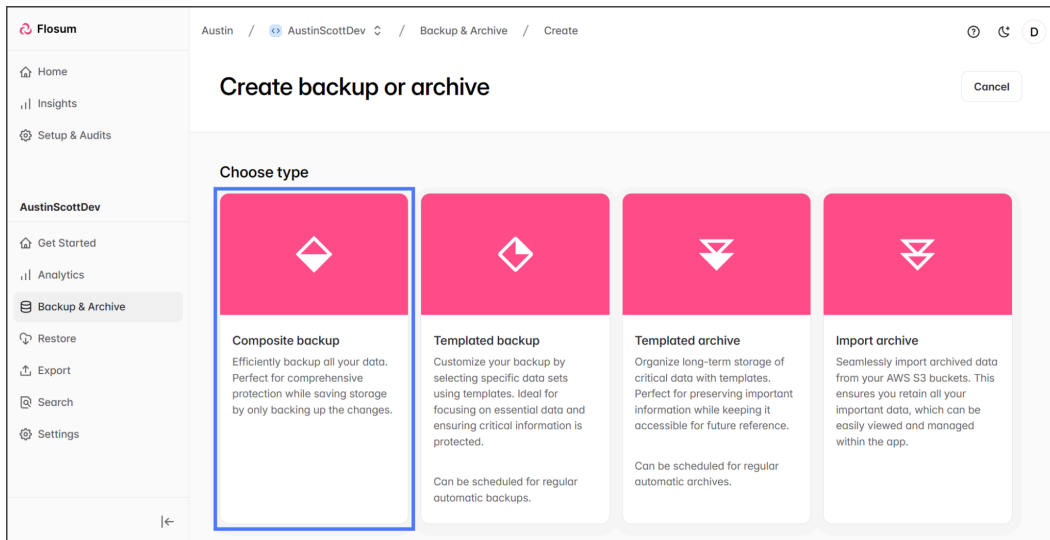 Flosum
Austin / AustinScottDev / Backup & Archive / Create
D
Home
Insights
Setup & Audits
AustinScottDev
Get Started
Analytics
Backup & Archive
Restore
Export
Search
Settings
Create backup or archive
Cancel
Choose type
Composite backup
Efficiently backup all your data.
Perfect for comprehensive
protection while saving storage
by only backing up the changes.
Templated backup
Customize your backup by
selecting specific data sets
using templates. Ideal for
focusing on essential data and
ensuring critical information is
protected.
Can be scheduled for regular
automatic backups.
Templated archive
Organize long-term storage of
critical data with templates.
Perfect for preserving important
information while keeping it
accessible for future reference.
Can be scheduled for regular
automatic archives.
Import archive
Seamlessly import archived data
from your AWS S3 buckets. This
ensures you retain all your
important data, which can be
easily viewed and managed
within the app.